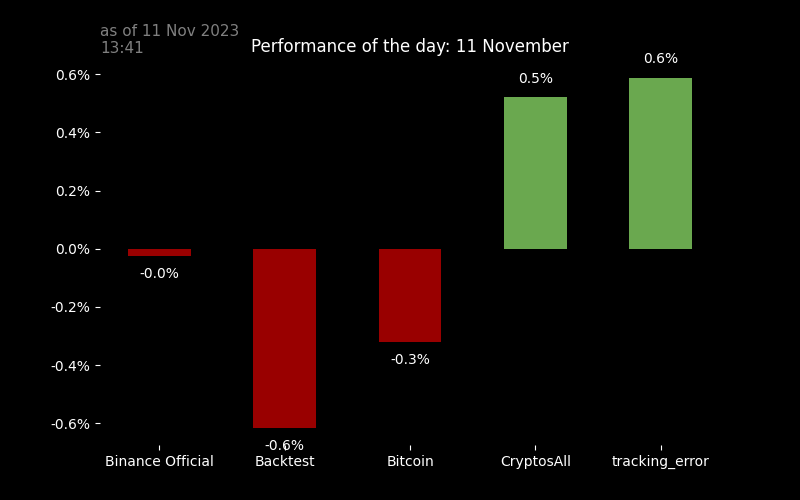 as of 11 Nov 2023
13:41
Performance of the day: 11 November
0.6%
0.4%
0.2%
0.0%
-0.2%
-0.4%
-0.6%
-0.0%
-0.6%
-0.3%
0.5%
0.6%
Binance Official
Backtest
Bitcoin
CryptosAll
tracking_error